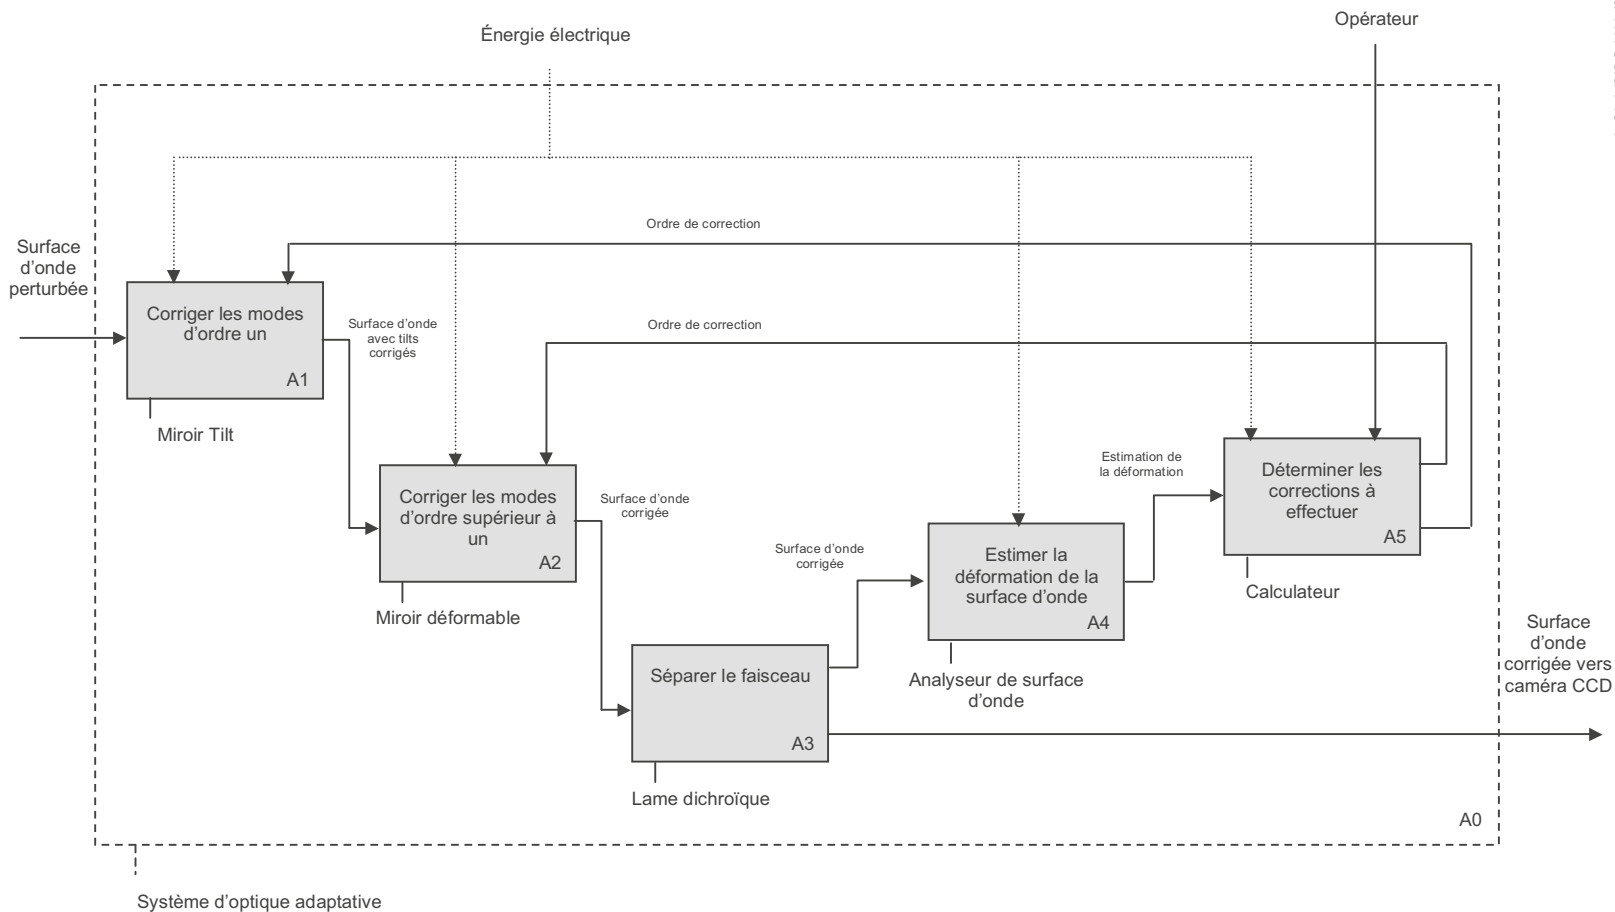 Opérateur
Énergie électrique
Ordre de correction
Surface
d'onde
perturbée
Corriger les modes
d'ordre un
A1
Surface d'onde
avec tilts
corrigés
Ordre de correction
Miroir Tilt
Corriger les modes
d'ordre supérieur à
un
A2
Surface d'onde
corrigée
Miroir déformable
Estimation de
la déformation
Déterminer les
corrections à
effectuer
A5
Calculateur
Surface d'onde
corrigée
Estimer la
déformation de la
surface d'onde
A4
Analyseur de surface
d'onde
Séparer le faisceau
A3
Lame dichroïque
Surface
d'onde
corrigée vers
caméra CCD
A0
Système d'optique adaptative